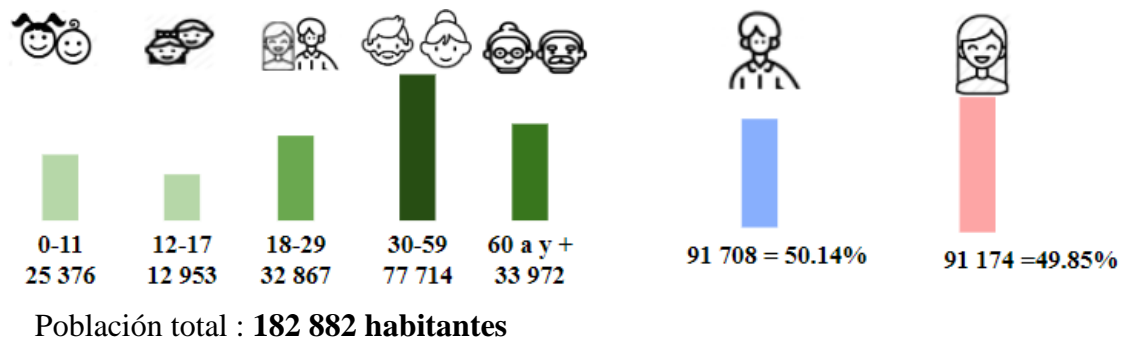 0-11 12-17 18-29 30-59 60 a y +
25 376 12 953 32 867 77 714 33 972
91 708 = 50.14%
91 174 =49.85%
Población total : 182 882 habitantes